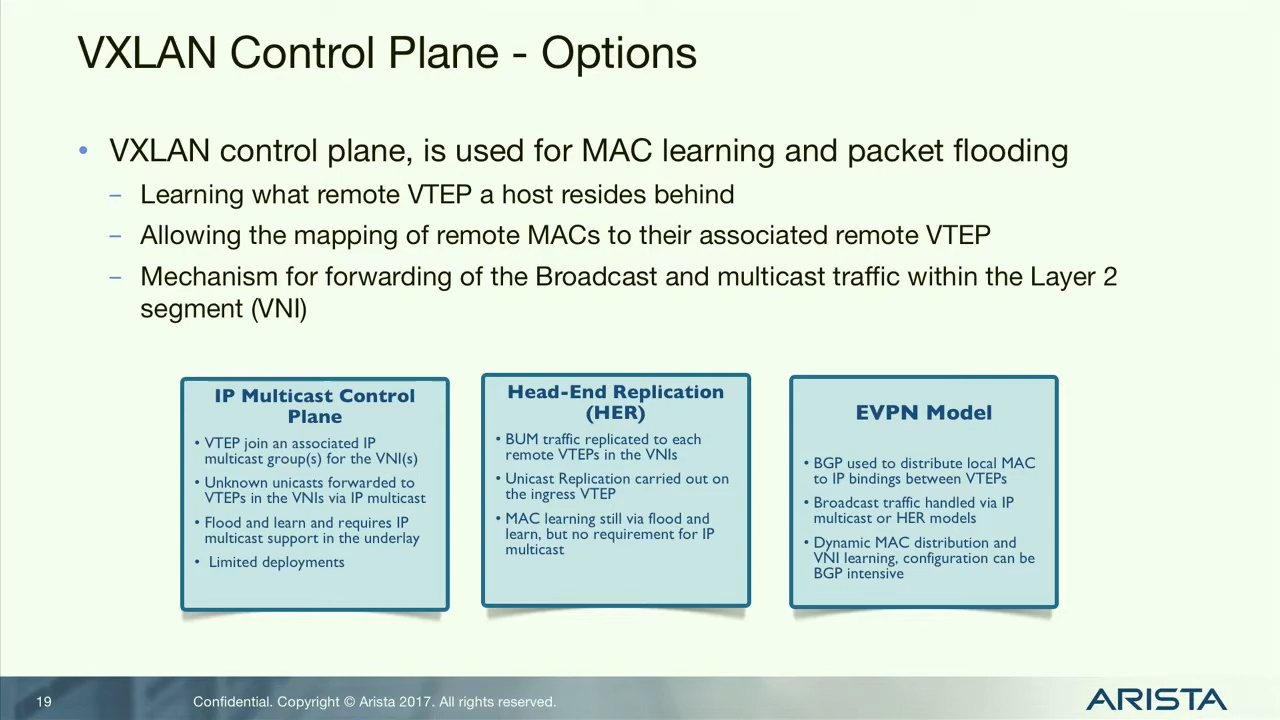 VXLAN Control Plane - Options
• VXLAN control plane, is used for MAC learning and packet flooding
– Learning what remote VTEP a host resides behind
– Allowing the mapping of remote MACs to their associated remote VTEP
– Mechanism for forwarding of the Broadcast and multicast traffic within the Layer 2
segment (VNI)
IP Multicast Control
Plane
• VTEP join an associated IP
multicast group(s) for the VNI(s)
• Unknown unicasts forwarded to
VTEPs in the VNIs via IP multicast
• Flood and learn and requires IP
multicast support in the underlay
• Limited deployments
Head-End Replication
(HER)
• BUM traffic replicated to each
remote VTEPs in the VNIs
• Unicast Replication carried out on
the ingress VTEP
• MAC learning still via flood and
learn, but no requirement for IP
multicast
EVPN Model
• BGP used to distribute local MAC
to IP bindings between VTEPs
• Broadcast traffic handled via IP
multicast or HER models
• Dynamic MAC distribution and
VNI learning, configuration can be
BGP intensive
19
Confidential. Copyright © Arista 2017. All rights reserved.
ARISTA